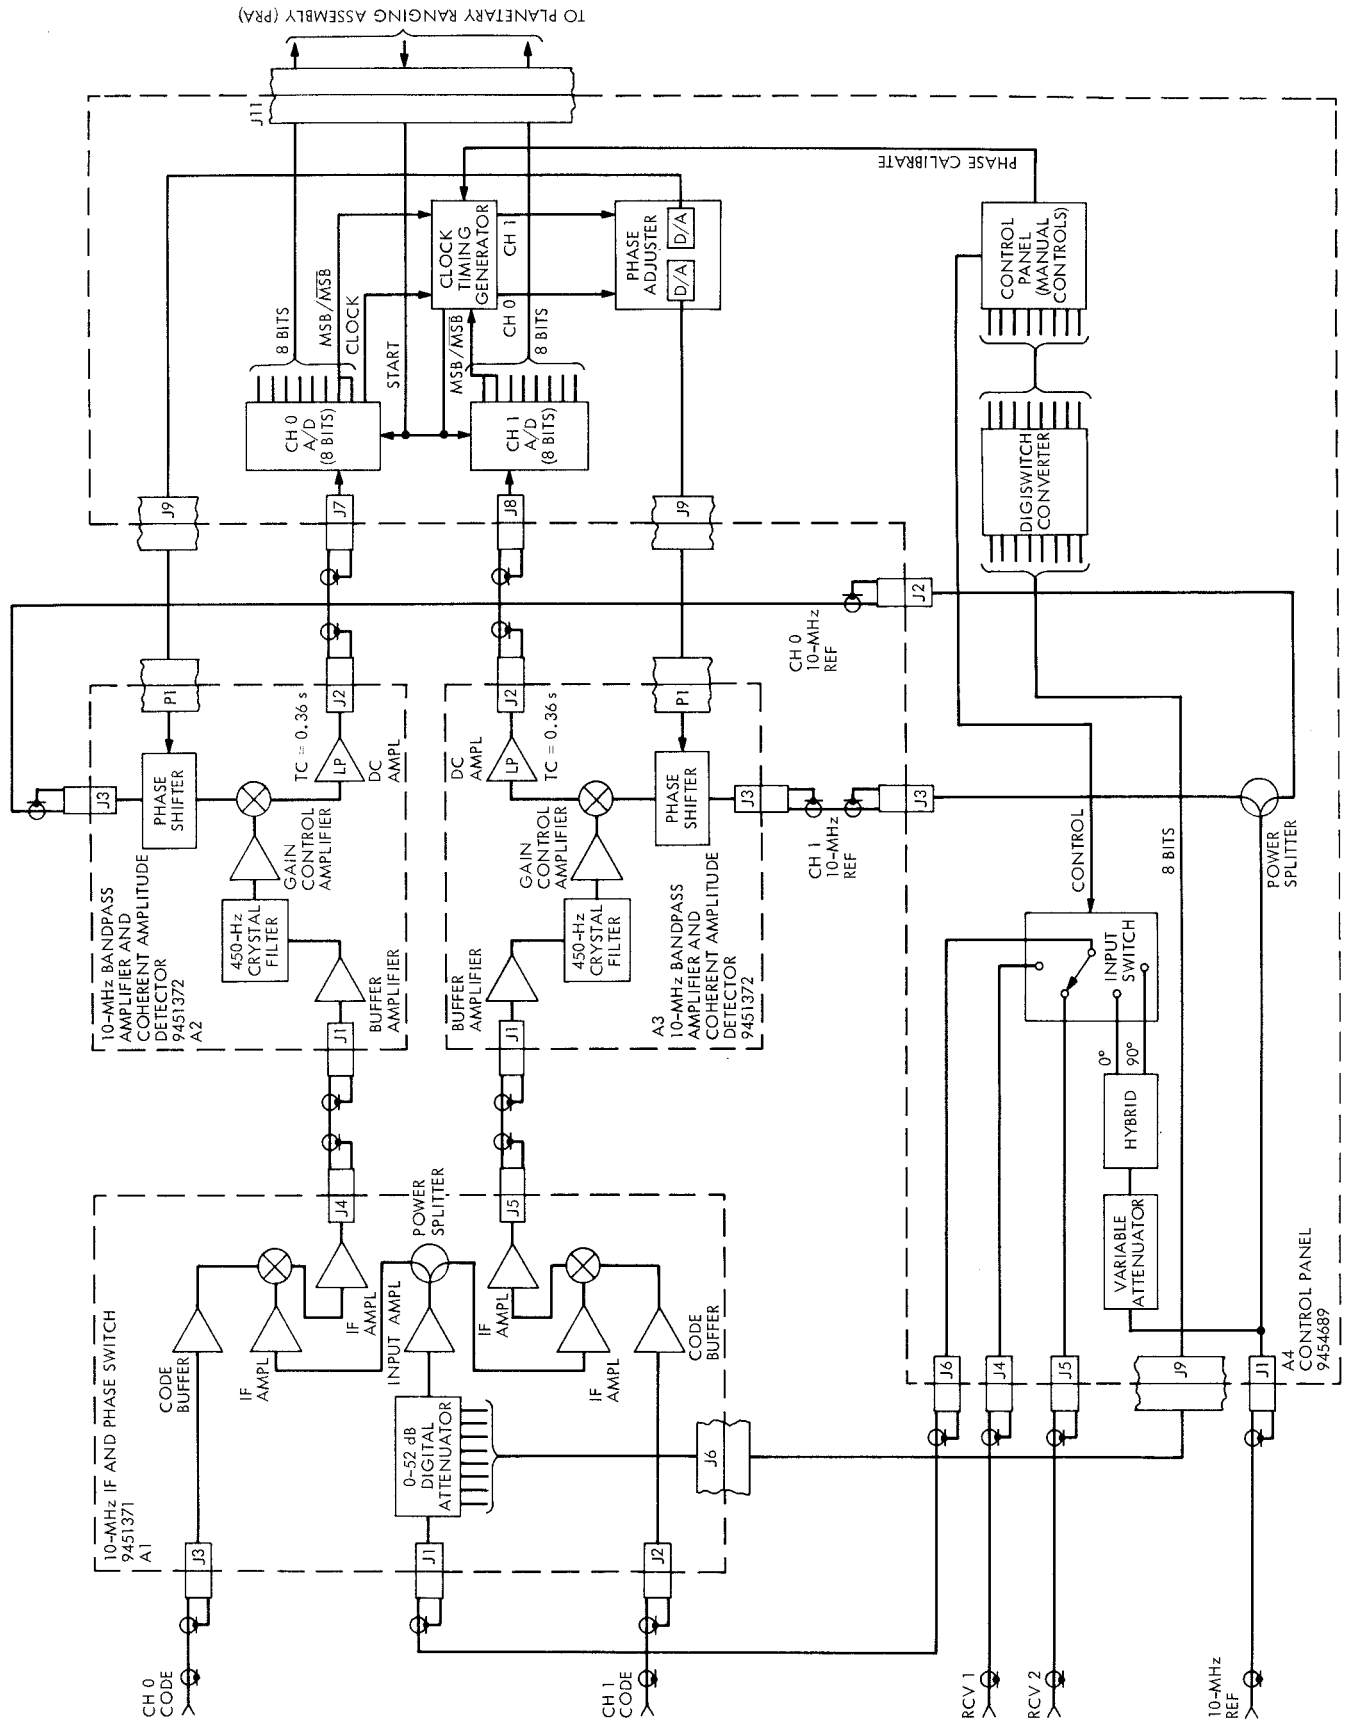 TO PLANETARY RANGING ASSEMBLY (PRA)
J11
PHASE CALIBRATE
8 BITS
MSB/MSB
CLOCK
START
MSB/MSB
8 BITS
CH 0
A/D
(8 BITS)
CH 1
A/D
(8 BITS)
CLOCK
TIMING
GENERATOR
CH 0
CH 1
PHASE
ADJUSTER
D/A
D/A
CONTROL
PANEL
(MANUAL
CONTROLS)
DIGISWITCH
CONVERTER
J9
J7
J8
J9
J2
CH 0
10-MHz
REF
P1
J2
TC = 0.36 s
J3
PHASE
SHIFTER
LP
DC
AMPL
GAIN
CONTROL
AMPLIFIER
450-Hz
CRYSTAL
FILTER
BUFFER
AMPLIFIER
J1
10-MHz BANDPASS
AMPLIFIER AND
COHERENT AMPLITUDE
DETECTOR
9451372
A2
J2
P1
DC
AMPL
LP
TC = 0.36 s
PHASE
SHIFTER
J3
GAIN
CONTROL
AMPLIFIER
450-Hz
CRYSTAL
FILTER
BUFFER
AMPLIFIER
J1
A3
10-MHz BANDPASS
AMPLIFIER AND
COHERENT AMPLITUDE
DETECTOR
9451372
CH 1
10-MHz
REF
J3
CONTROL
8 BITS
POWER
SPLITTER
INPUT
SWITCH
0°
90°
HYBRID
VARIABLE
ATTENUATOR
J6
J4
J5
J9
J1
A4
CONTROL PANEL
9454689
10-MHz IF AND PHASE SWITCH
9451371
A1
J4
POWER
SPLITTER
J5
CODE
BUFFER
IF
AMPL
IF
AMPL
INPUT AMPL
IF
AMPL
IF
AMPL
CODE
BUFFER
0-52 dB
DIGITAL
ATTENUATOR
J6
J3
J1
J2
CH 0
CODE
CH 1
CODE
RCV 1
RCV 2
10-MHz
REF